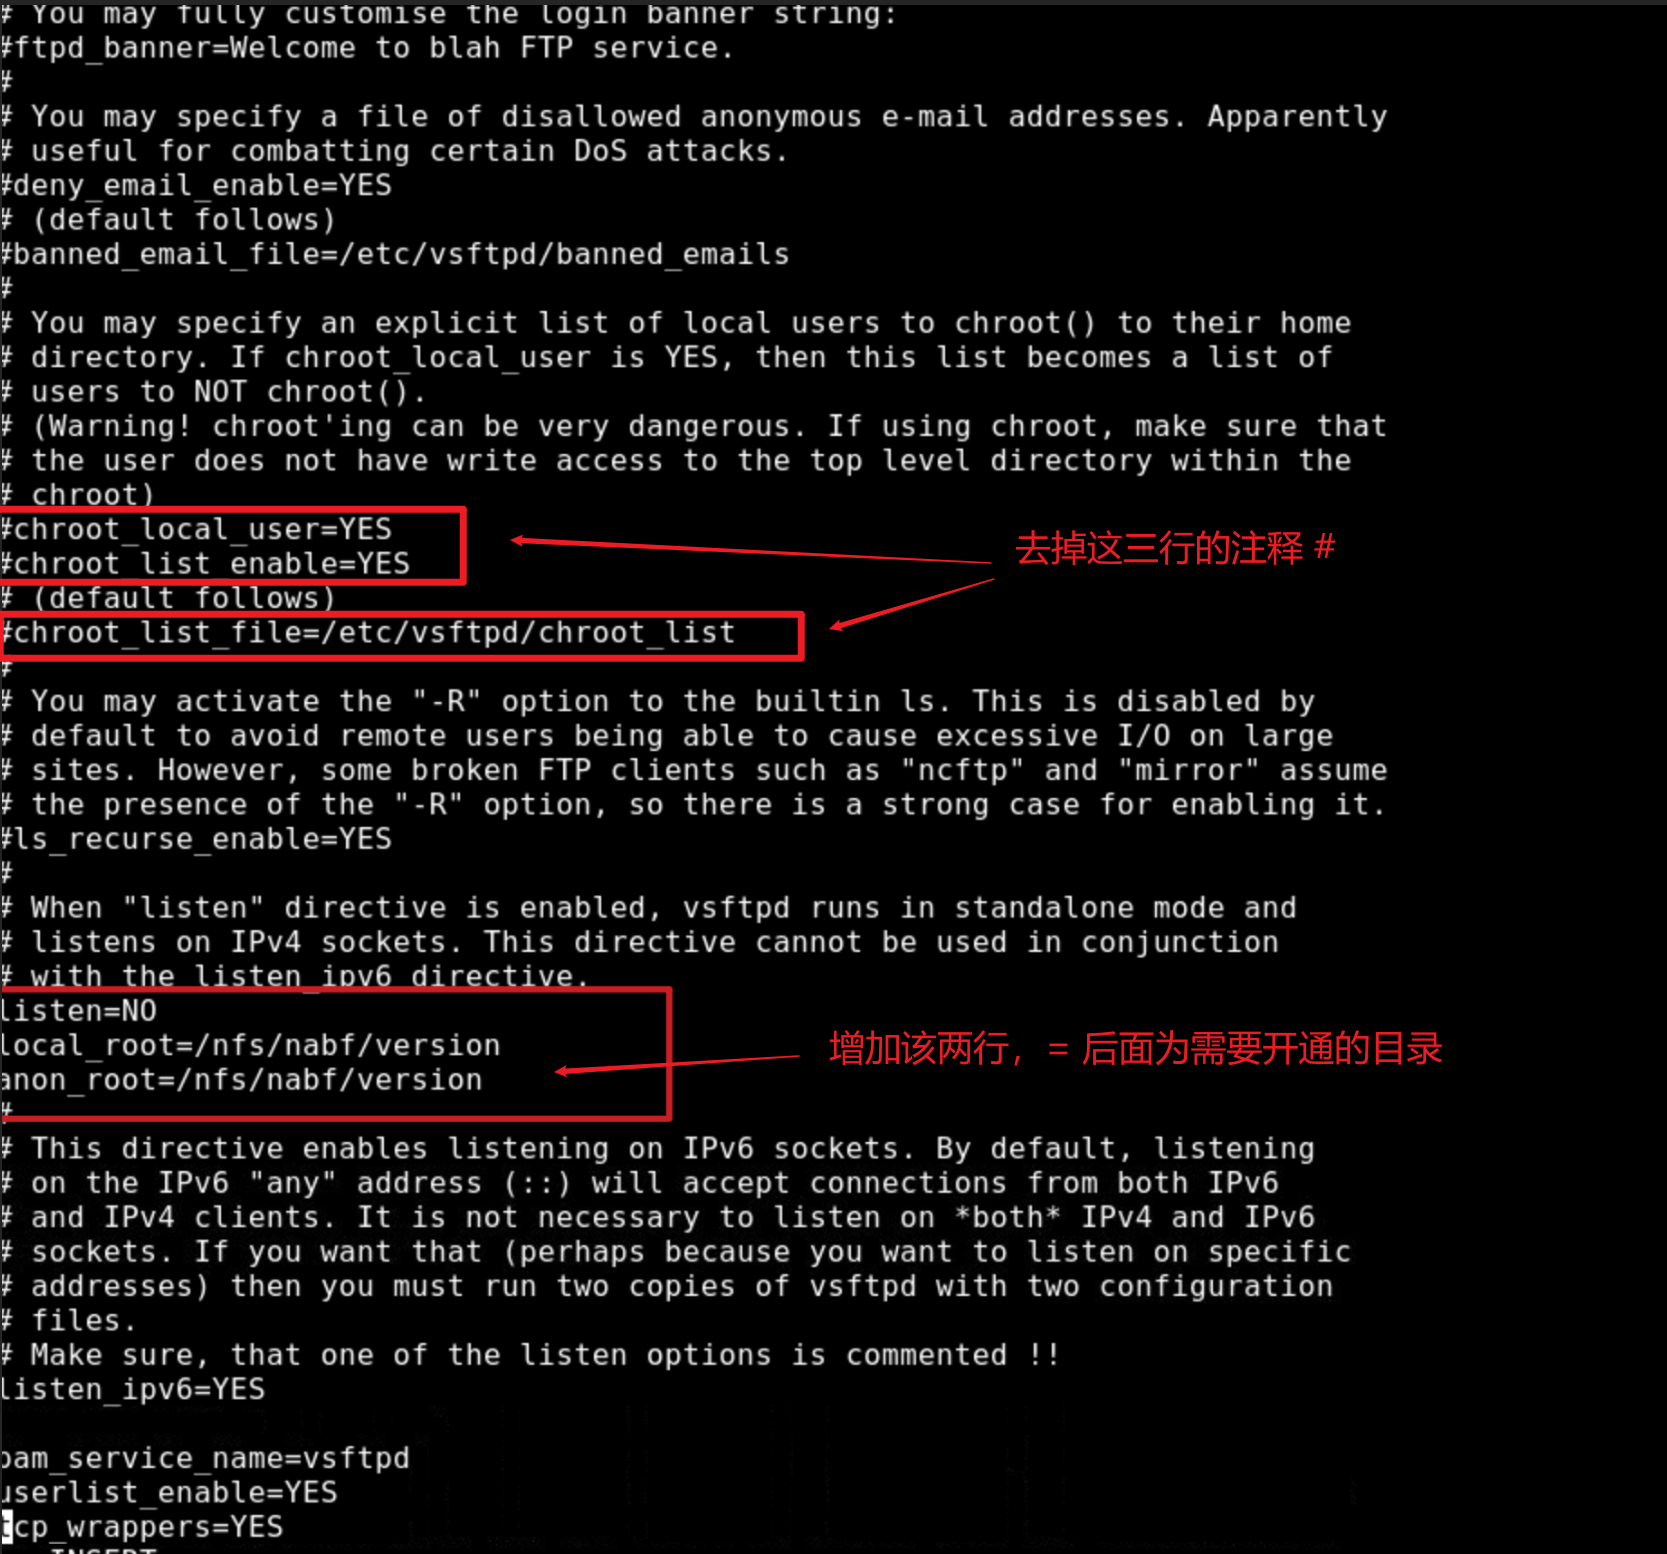 # You may fully customise the login banner string:
#ftpd_banner=Welcome to blah FTP service.
#
# You may specify a file of disallowed anonymous e-mail addresses. Apparently
# useful for combatting certain DoS attacks.
#deny_email_enable=YES
# (default follows)
#banned_email_file=/etc/vsftpd/banned_emails
#
# You may specify an explicit list of local users to chroot() to their home
# directory. If chroot_local_user is YES, then this list becomes a list of
# users to NOT chroot().
# (Warning! chroot'ing can be very dangerous. If using chroot, make sure that
# the user does not have write access to the top level directory within the
# chroot)
#chroot_local_user=YES
#chroot_list_enable=YES
去掉这三行的注释 #
# (default follows)
#chroot_list_file=/etc/vsftpd/chroot_list
#
# You may activate the "-R" option to the builtin ls. This is disabled by
# default to avoid remote users being able to cause excessive I/O on large
# sites. However, some broken FTP clients such as "ncftp" and "mirror" assume
# the presence of the "-R" option, so there is a strong case for enabling it.
#ls_recurse_enable=YES
#
# When "listen" directive is enabled, vsftpd runs in standalone mode and
# listens on IPv4 sockets. This directive cannot be used in conjunction
# with the listen_ipv6 directive.
listen=NO
local_root=/nfs/nabf/version
增加该两行，= 后面为需要开通的目录
anon_root=/nfs/nabf/version
#
# This directive enables listening on IPv6 sockets. By default, listening
# on the IPv6 "any" address (::) will accept connections from both IPv6
# and IPv4 clients. It is not necessary to listen on *both* IPv4 and IPv6
# sockets. If you want that (perhaps because you want to listen on specific
# addresses) then you must run two copies of vsftpd with two configuration
# files.
# Make sure, that one of the listen options is commented !!
listen_ipv6=YES
pam_service_name=vsftpd
userlist_enable=YES
tcp_wrappers=YES
-- INSERT --